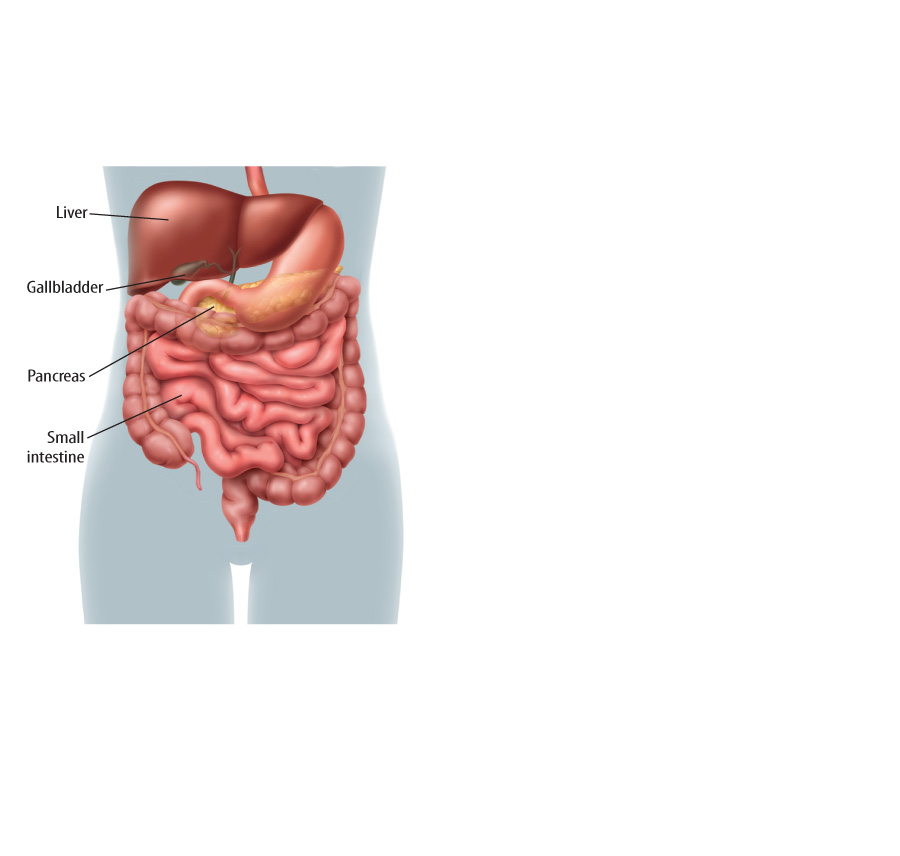 Liver
Gallbladder
Pancreas
Small
intestine